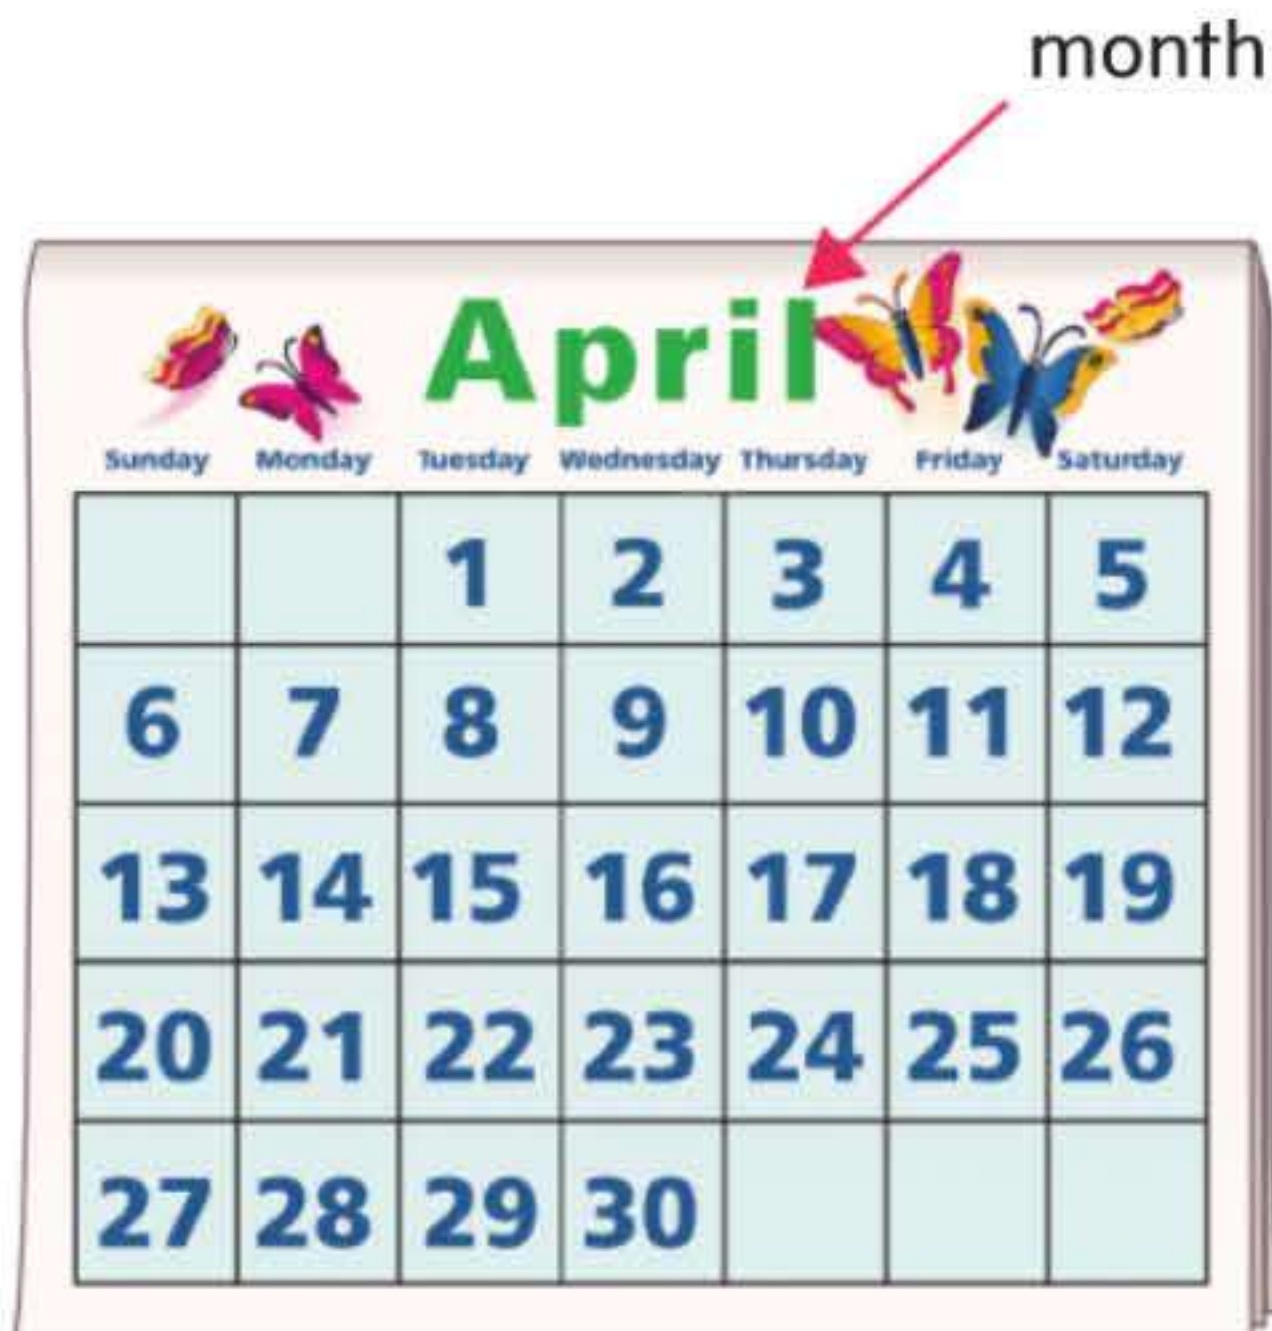 month
April
Sunday Monday Tuesday Wednesday Thursday Friday Saturday
1 2 3 4 5
6 7 8 9 10 11 12
13 14 15 16 17 18 19
20 21 22 23 24 25 26
27 28 29 30